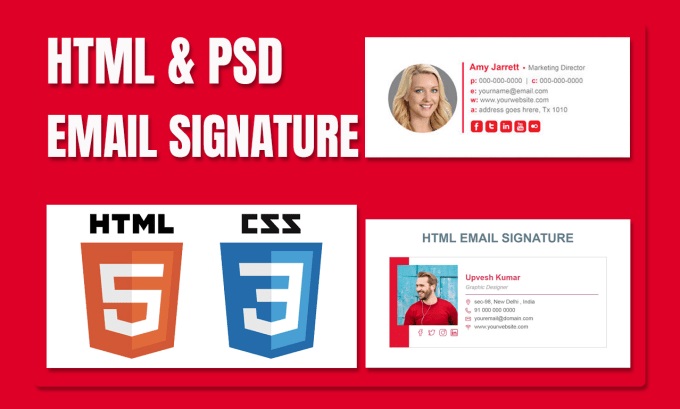 HTML & PSD
EMAIL SIGNATURE
Amy Jarrett • Marketing Director
p: 000-000-0000 | c: 000-000-0000
e: yourname@email.com
w: www.yourwebsite.com
a: address goes hrere, Tx 1010
HTML
5
CSS
3
HTML EMAIL SIGNATURE
Upvesh Kumar
Graphic Designer
sec-98, New Delhi , India
91 000 000 0000
youremail@domain.com
www.yourwebsite.com